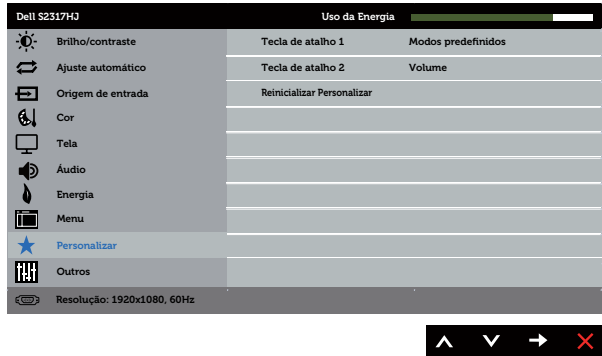 Dell S2317HJ Uso da Energia
Brilho/contraste Tecla de atalho 1 Modos predefinidos
Ajuste automático Tecla de atalho 2 Volume
Origem de entrada Reinicializar Personalizar
Cor
Tela
Áudio
Energia
Menu
Personalizar
Outros
Resolução: 1920x1080, 60Hz